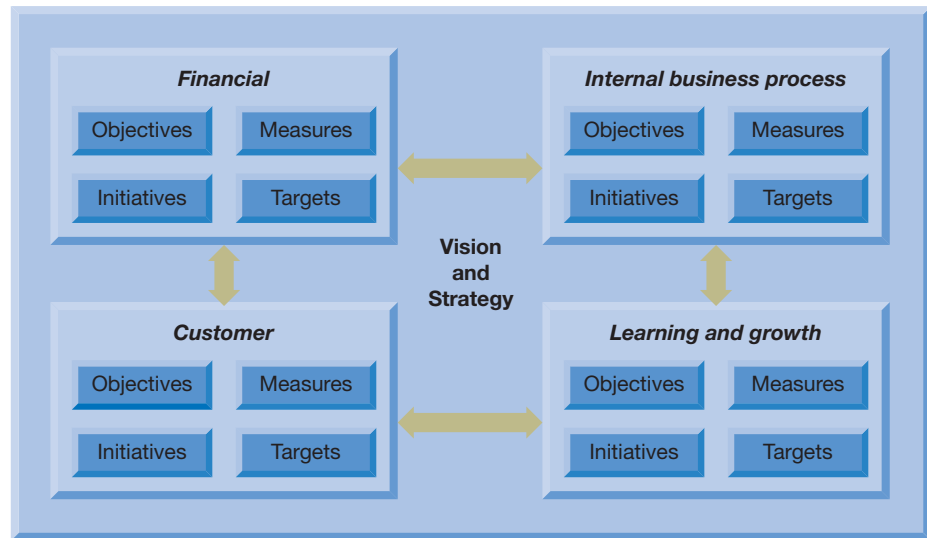 Financial
Objectives
Measures
Initiatives
Targets
Internal business process
Objectives
Measures
Initiatives
Targets
Vision
and
Strategy
Customer
Objectives
Measures
Initiatives
Targets
Learning and growth
Objectives
Measures
Initiatives
Targets